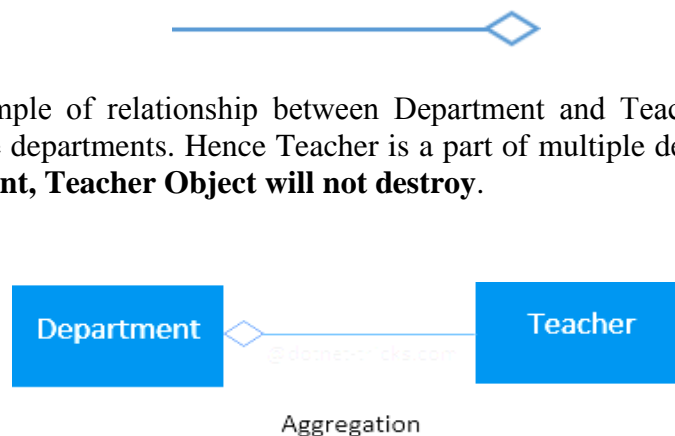 mple of relationship between Department and Teac
e departments. Hence Teacher is a part of multiple de
nt, Teacher Object will not destroy.
Department
Teacher
@dotnet-tricks.com
Aggregation